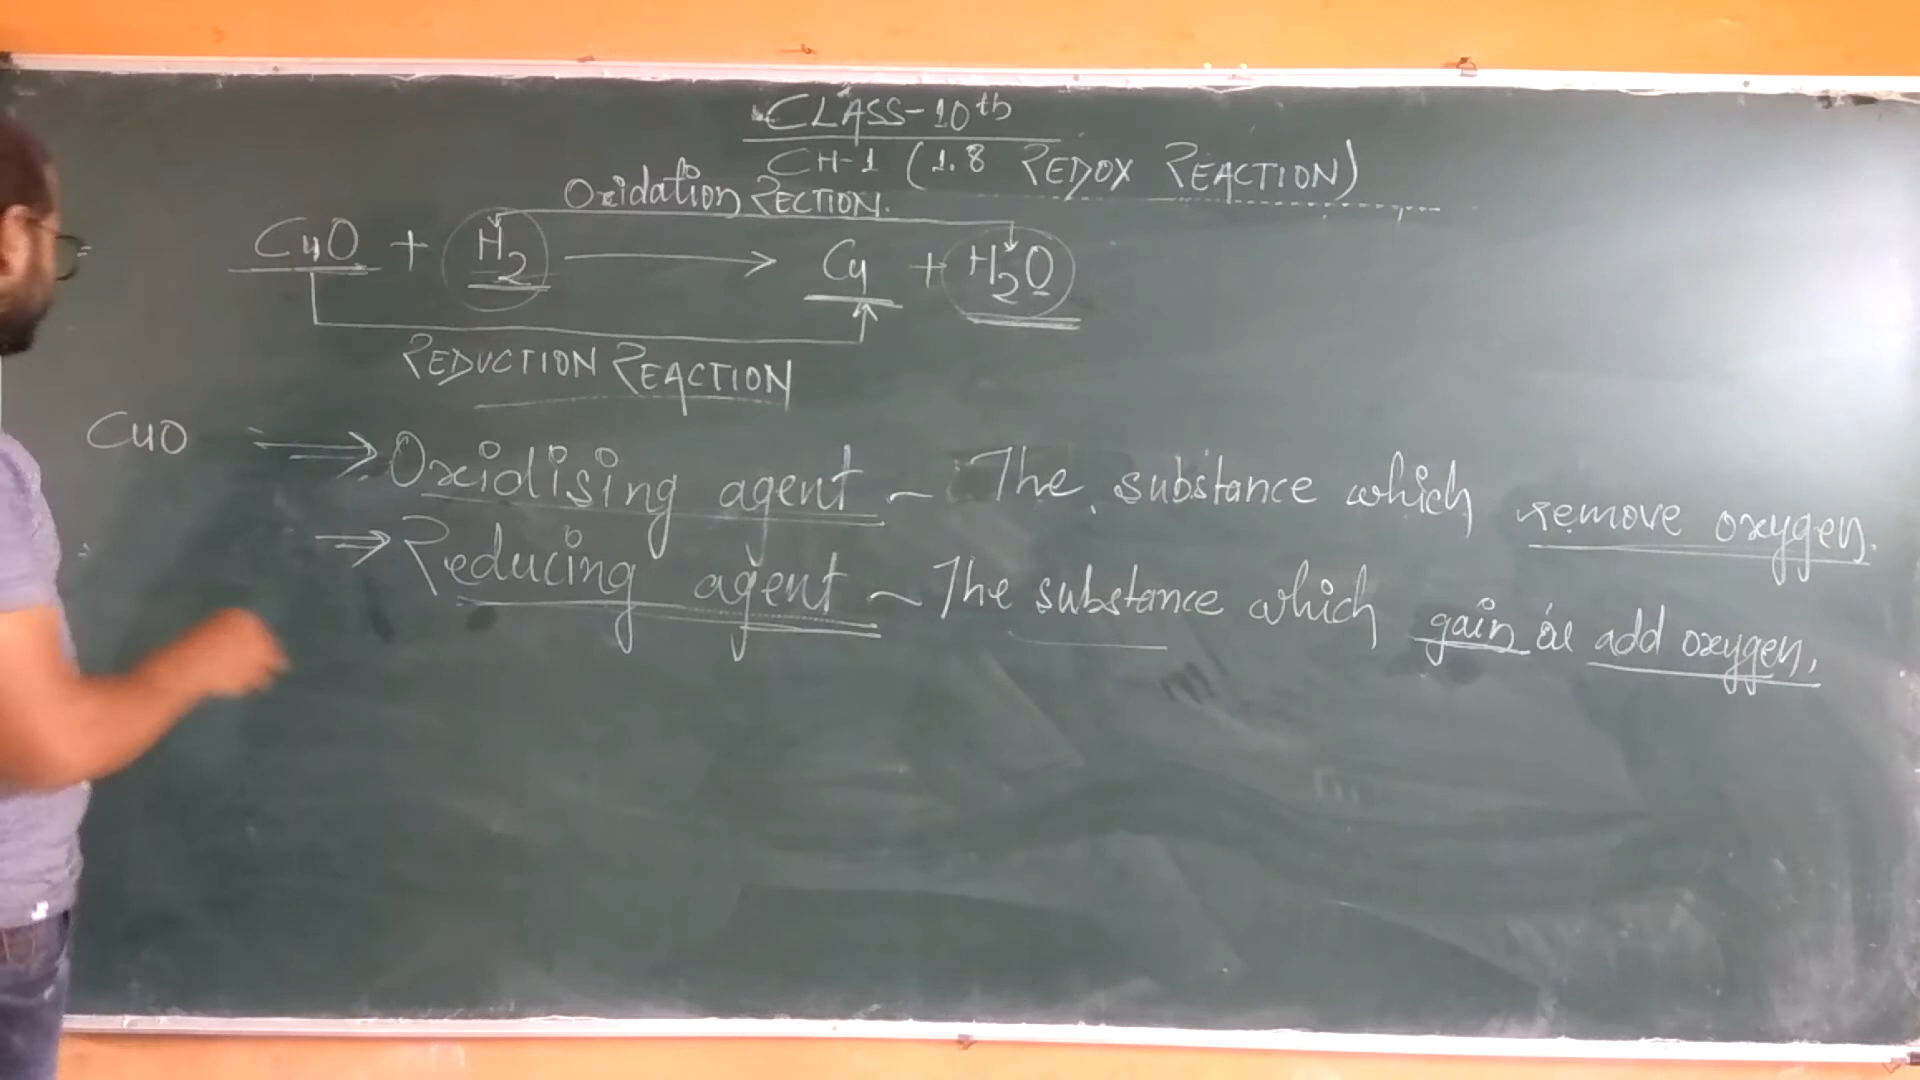 CLASS-10th
CH-1 (1.8 REDOX REACTION)
Oxidation RECTION.
CuO + H2 → Cu + H2O
REDUCTION REACTION
CuO ⇒ Oxidising agent ~ The substance which remove oxygen.
⇒ Reducing agent ~ The substance which gain or add oxygen,